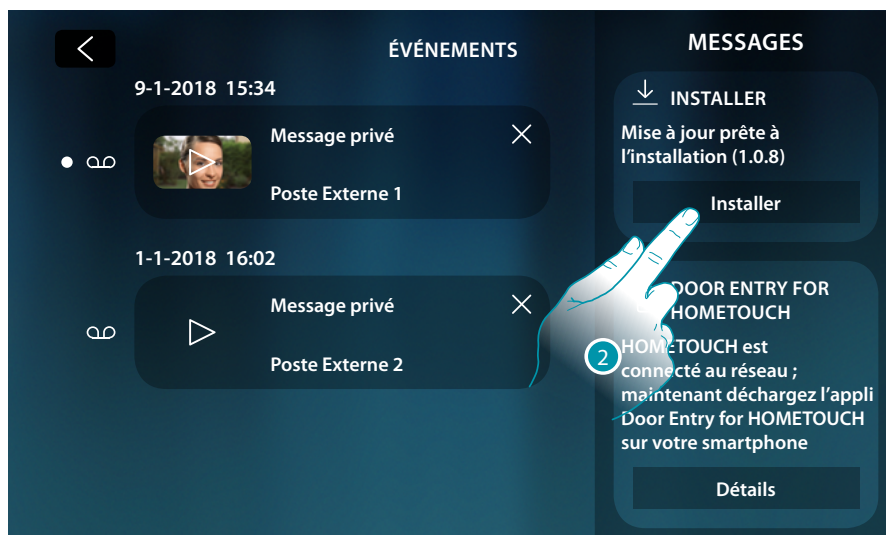 ÉVÉNEMENTS
9-1-2018 15:34
Message privé
Poste Externe 1
1-1-2018 16:02
Message privé
Poste Externe 2
MESSAGES
INSTALLER
Mise à jour prête à
l'installation (1.0.8)
Installer
DOOR ENTRY FOR
HOMETOUCH
2
HOMETOUCH est
connecté au réseau ;
maintenant déchargez l'appli
Door Entry for HOMETOUCH
sur votre smartphone
Détails